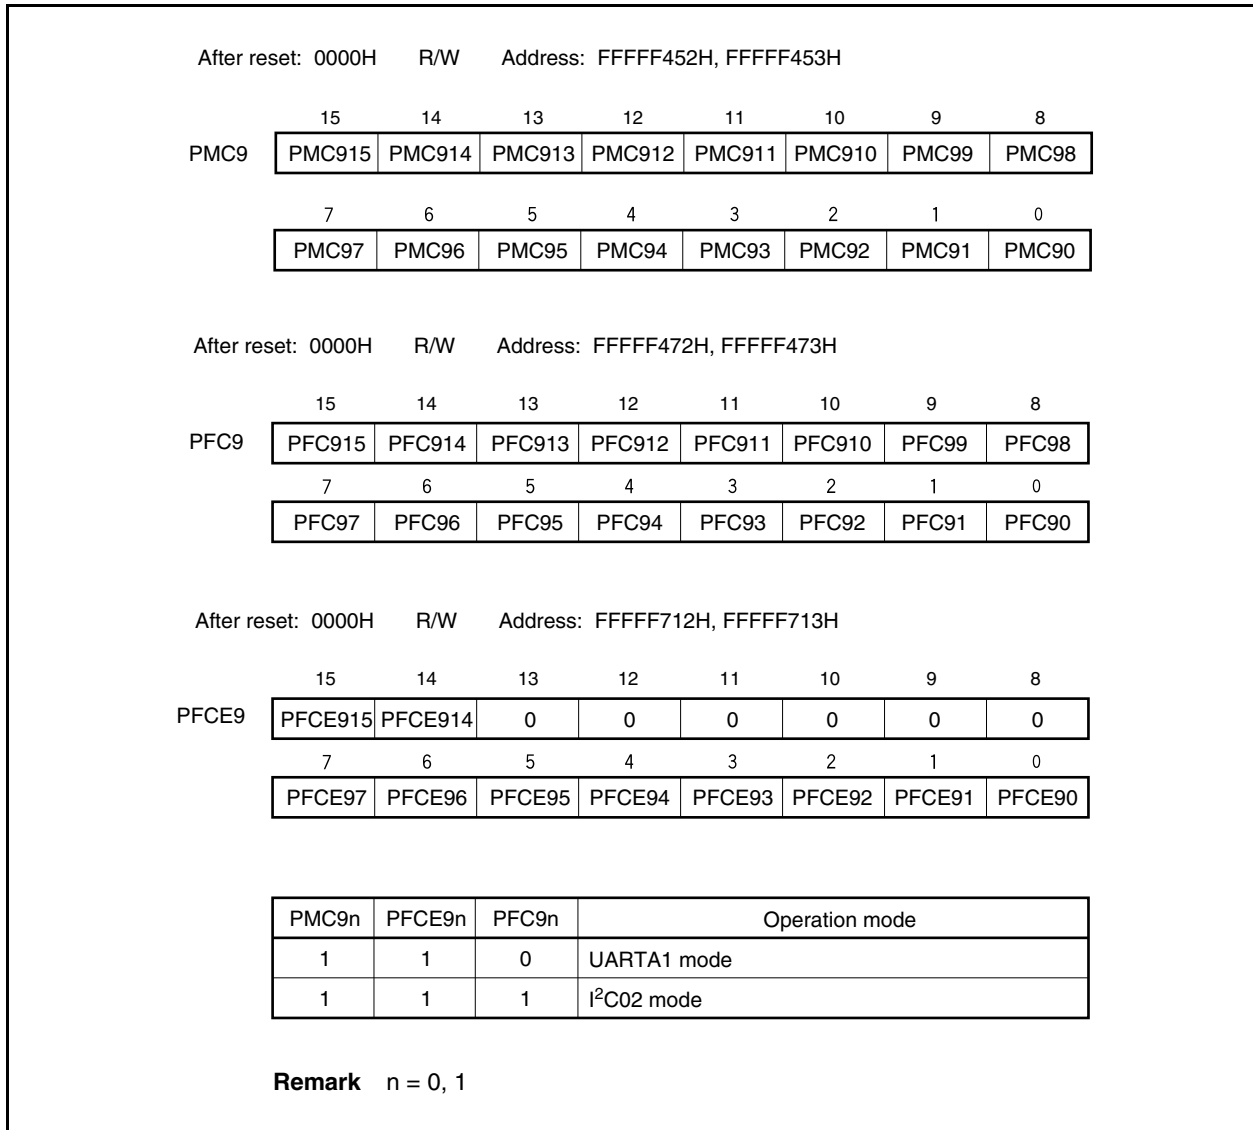 After reset: 0000H R/W Address: FFFFF452H, FFFFF453H
15 14 13 12 11 10 9 8
PMC9 PMC915 PMC914 PMC913 PMC912 PMC911 PMC910 PMC99 PMC98
7 6 5 4 3 2 1 0
PMC97 PMC96 PMC95 PMC94 PMC93 PMC92 PMC91 PMC90
After reset: 0000H R/W Address: FFFFF472H, FFFFF473H
15 14 13 12 11 10 9 8
PFC9 PFC915 PFC914 PFC913 PFC912 PFC911 PFC910 PFC99 PFC98
7 6 5 4 3 2 1 0
PFC97 PFC96 PFC95 PFC94 PFC93 PFC92 PFC91 PFC90
After reset: 0000H R/W Address: FFFFF712H, FFFFF713H
15 14 13 12 11 10 9 8
PFCE9 PFCE915 PFCE914 0 0 0 0 0 0
7 6 5 4 3 2 1 0
PFCE97 PFCE96 PFCE95 PFCE94 PFCE93 PFCE92 PFCE91 PFCE90
PMC9n PFCE9n PFC9n Operation mode
1 1 0 UARTA1 mode
1 1 1 I²C02 mode
Remark n = 0, 1